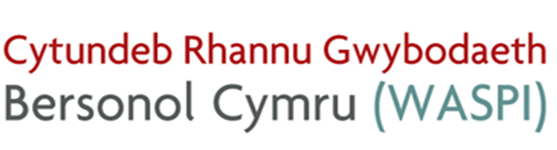 Cytundeb Rhannu Gwybodaeth
Bersonol Cymru (WASPI)